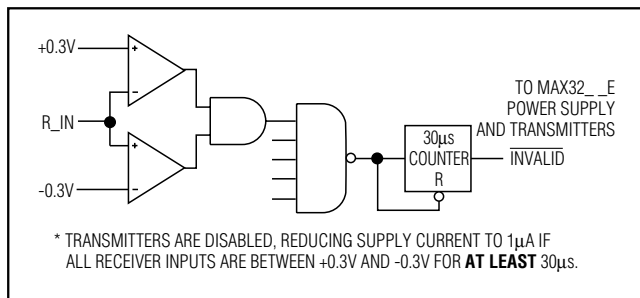 +0.3V
+
-
R_IN
+
-
-0.3V
30µs
COUNTER
R
TO MAX32_ _E
POWER SUPPLY
AND TRANSMITTERS
INVALID
* TRANSMITTERS ARE DISABLED, REDUCING SUPPLY CURRENT TO 1µA IF
ALL RECEIVER INPUTS ARE BETWEEN +0.3V AND -0.3V FOR AT LEAST 30µs.